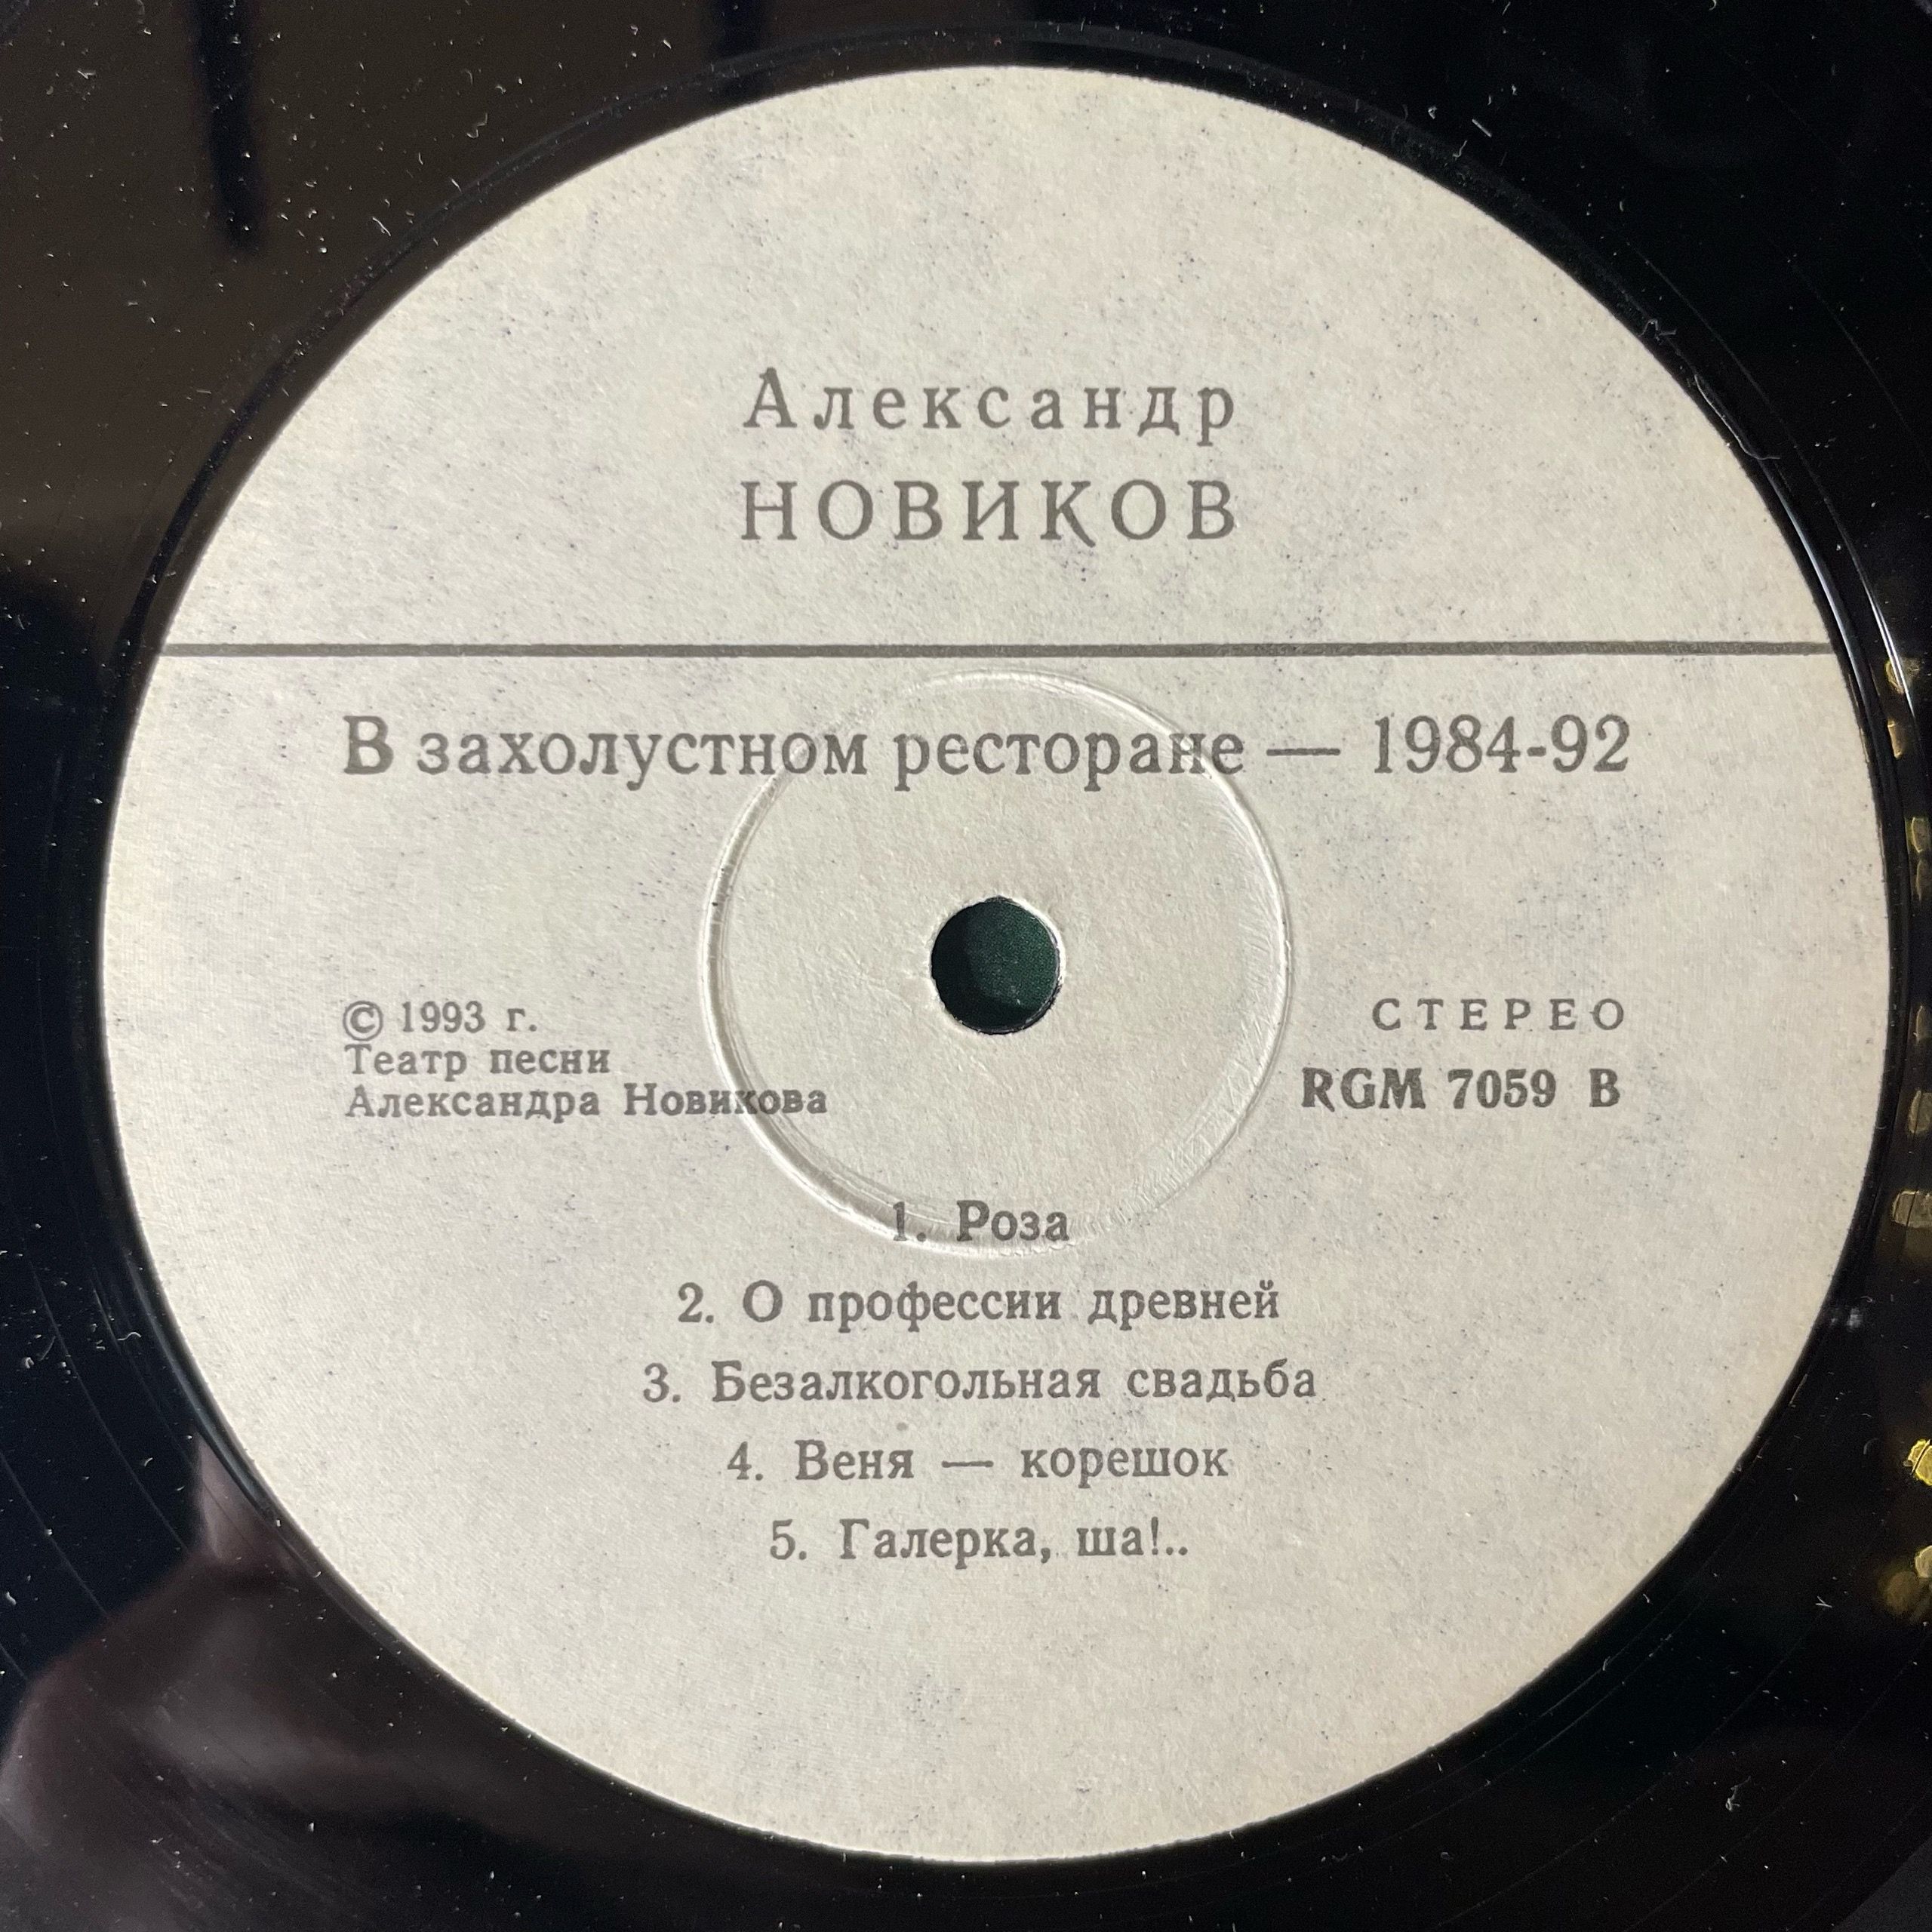 Александр
НОВИКОВ
В захолустном ресторане — 1984-92
© 1993 г.
Театр песни
Александра Новикова
СТЕРЕО
RGM 7059 В
1. Роза
2. О профессии древней
3. Безалкогольная свадьба
4. Веня — корешок
5. Галерка, ша!..